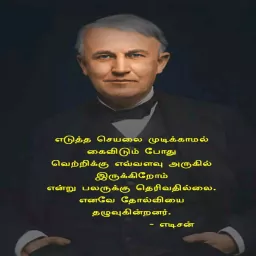 எடுத்த செயலை முடிக்காமல்
கைவிடும் போது
வெற்றிக்கு எவ்வளவு அருகில்
இருக்கிறோம்
என்று பலருக்கு தெரிவதில்லை.
எனவே தோல்வியை
தழுவுகின்றனர்.
- எடிசன்